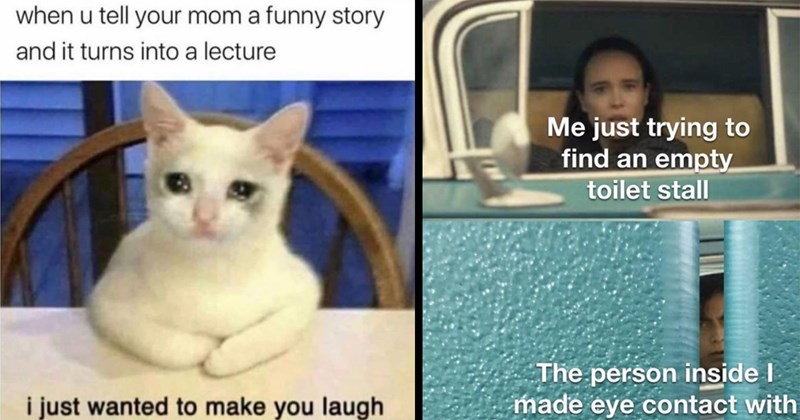 when u tell your mom a funny story
and it turns into a lecture
i just wanted to make you laugh
Me just trying to
find an empty
toilet stall
The person inside I
made eye contact with